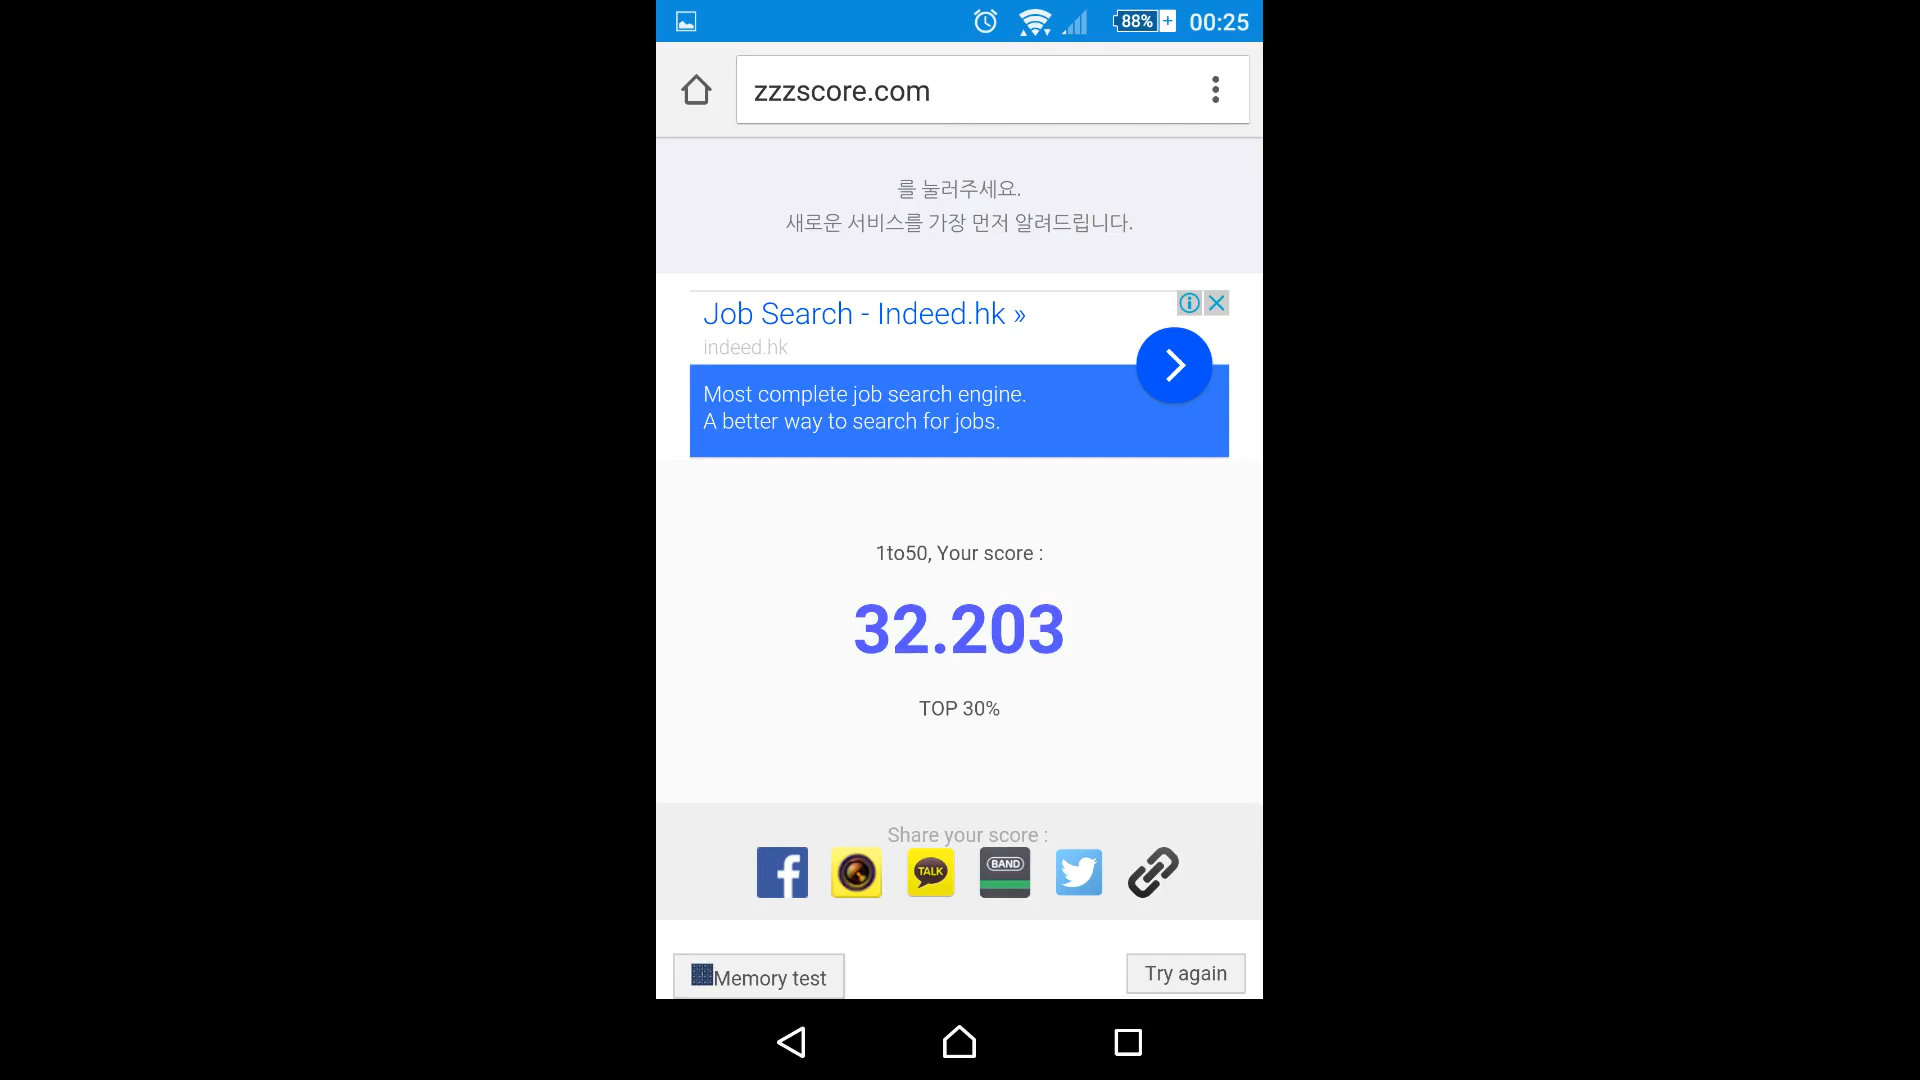 88%
00:25
zzzscore.com
를 눌러주세요.
새로운 서비스를 가장 먼저 알려드립니다.
Job Search - Indeed.hk »
indeed.hk
Most complete job search engine.
A better way to search for jobs.
1to50, Your score :
32.203
TOP 30%
Share your score :
f
TALK
BAND
Memory test
Try again